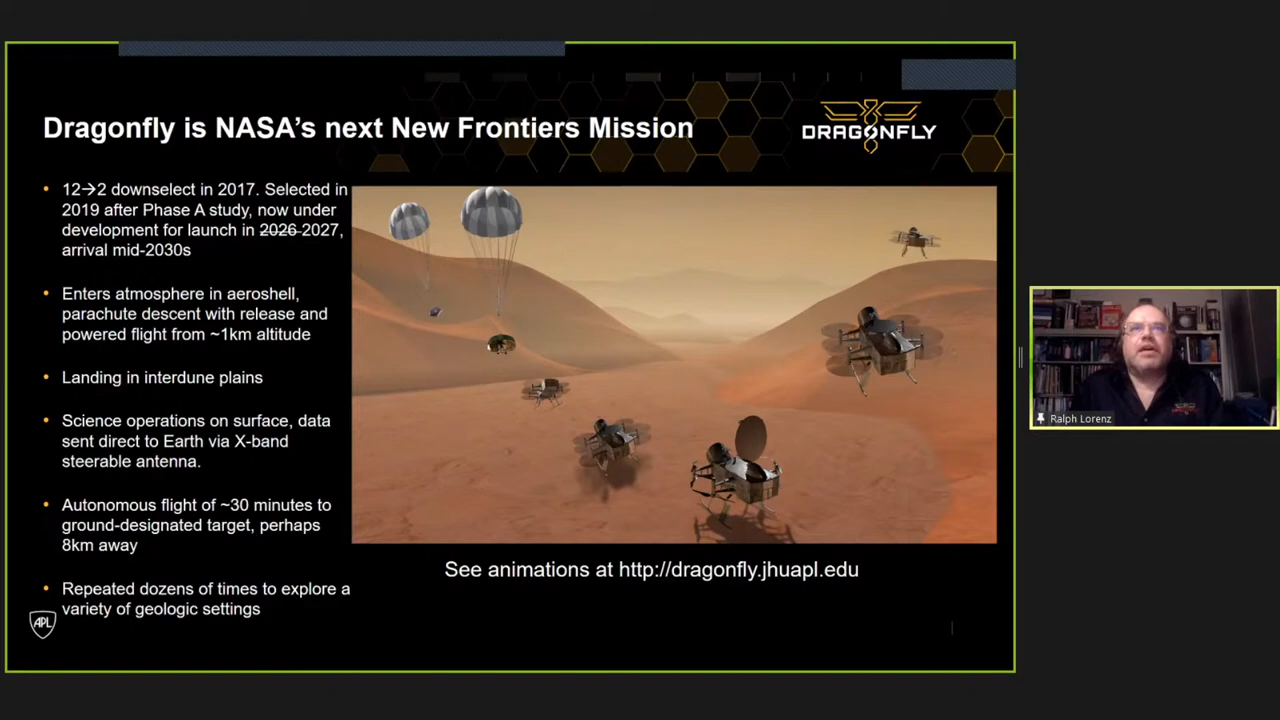 Dragonfly is NASA's next New Frontiers Mission
DRAGONFLY
• 12→2 downselect in 2017. Selected in
2019 after Phase A study, now under
development for launch in 2026 2027,
arrival mid-2030s
• Enters atmosphere in aeroshell,
parachute descent with release and
powered flight from ~1km altitude
• Landing in interdune plains
• Science operations on surface, data
sent direct to Earth via X-band
steerable antenna.
• Autonomous flight of ~30 minutes to
ground-designated target, perhaps
8km away
• Repeated dozens of times to explore a
variety of geologic settings
See animations at http://dragonfly.jhuapl.edu
APL
Ralph Lorenz